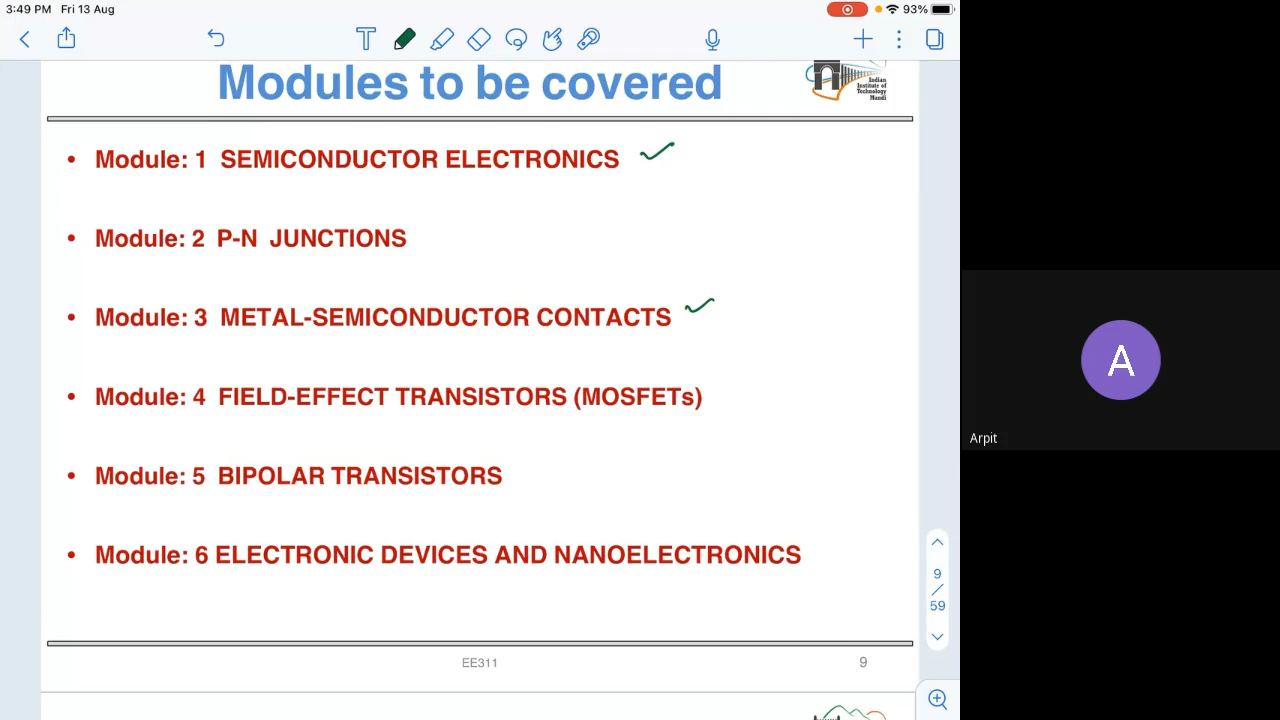 3:49 PM Fri 13 Aug
93%
Modules to be covered
Indian
Institute of
Technology
Mandi
• Module: 1 SEMICONDUCTOR ELECTRONICS
• Module: 2 P-N JUNCTIONS
• Module: 3 METAL-SEMICONDUCTOR CONTACTS
• Module: 4 FIELD-EFFECT TRANSISTORS (MOSFETs)
• Module: 5 BIPOLAR TRANSISTORS
• Module: 6 ELECTRONIC DEVICES AND NANOELECTRONICS
EE311
9
9
/
59
A
Arpit